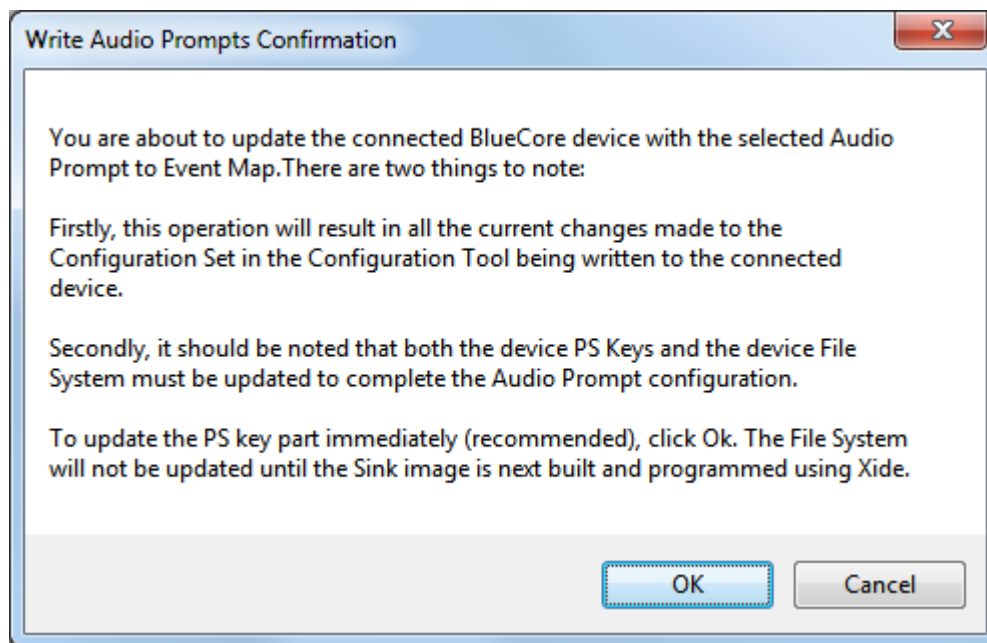 Write Audio Prompts Confirmation
You are about to update the connected BlueCore device with the selected Audio
Prompt to Event Map.There are two things to note:
Firstly, this operation will result in all the current changes made to the
Configuration Set in the Configuration Tool being written to the connected
device.
Secondly, it should be noted that both the device PS Keys and the device File
System must be updated to complete the Audio Prompt configuration.
To update the PS key part immediately (recommended), click Ok. The File System
will not be updated until the Sink image is next built and programmed using Xide.
OK
Cancel